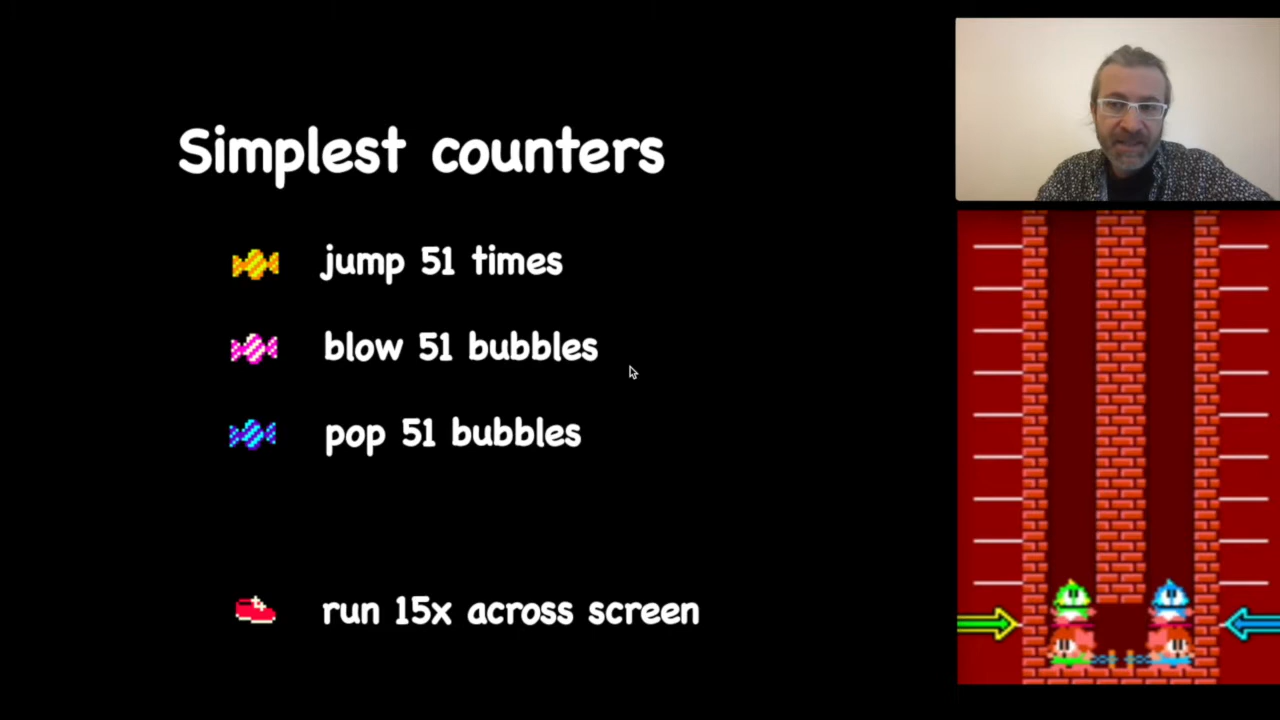 Simplest counters
jump 51 times
blow 51 bubbles
pop 51 bubbles
run 15x across screen